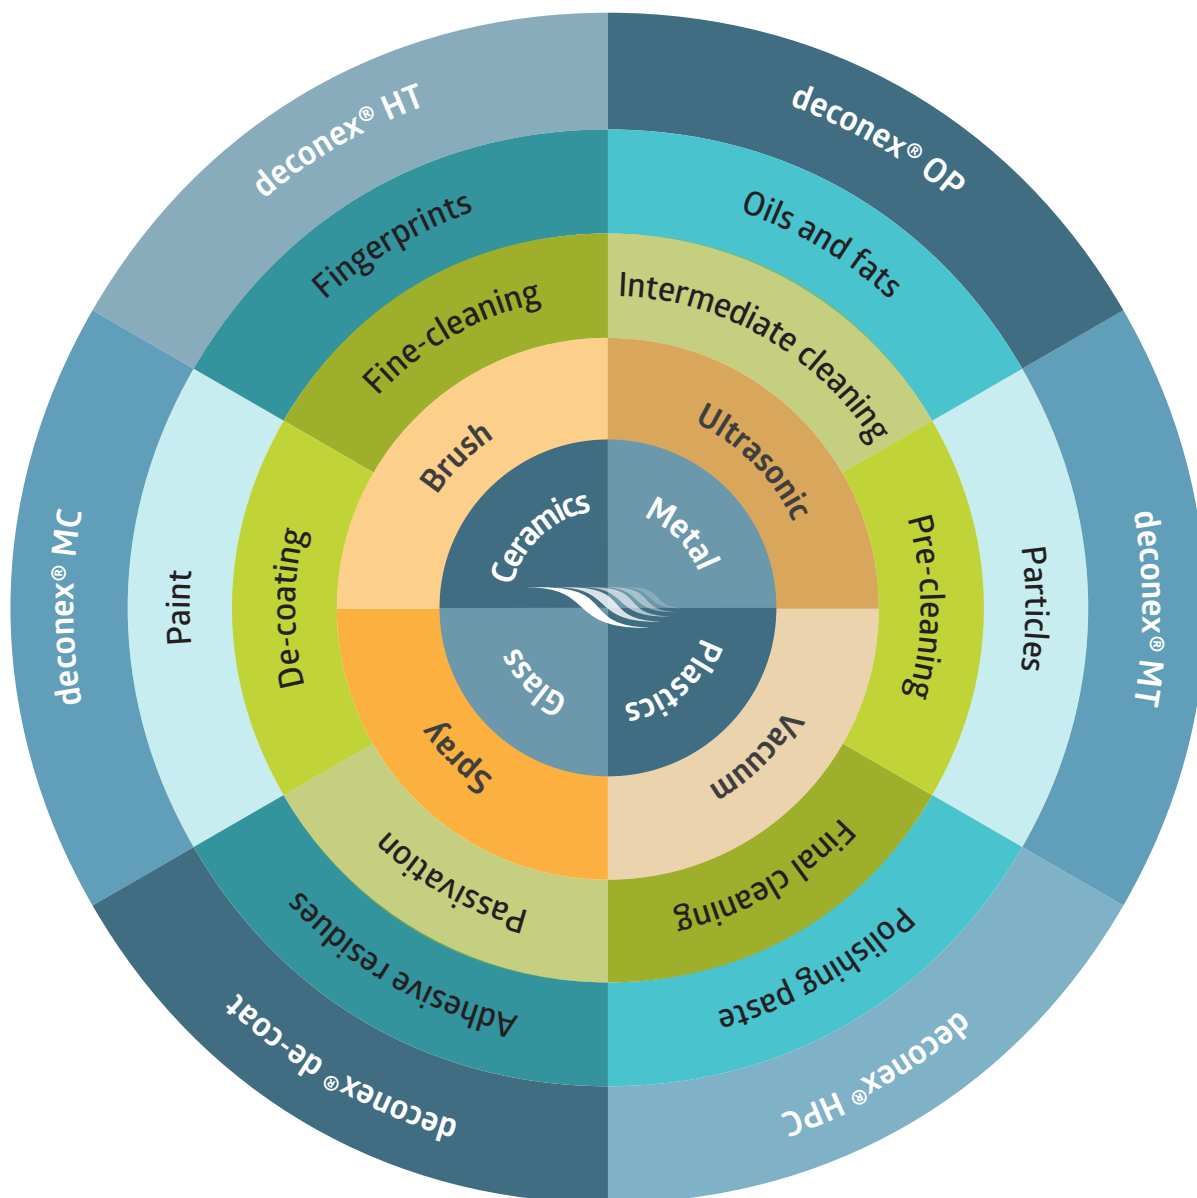 deconex® HT
deconex® OP
deconex® MT
deconex® HPC
deconex® de-coat
deconex® MC
Fingerprints
Oils and fats
Particles
Polishing paste
Adhesive residues
Paint
Fine-cleaning
Intermediate cleaning
Pre-cleaning
Final cleaning
Passivation
De-coating
Brush
Ultrasonic
Vacuum
Spray
Ceramics
Metal
Plastics
Glass